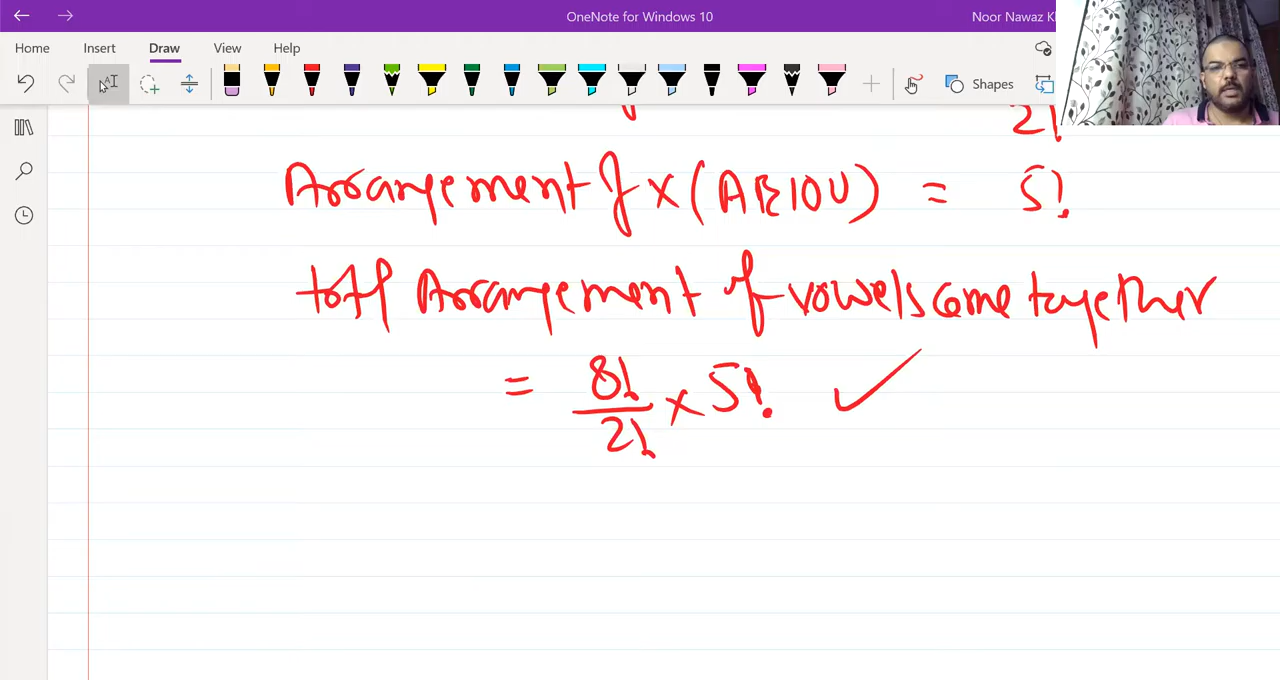 OneNote for Windows 10
Noor Nawaz Kh
Home Insert Draw View Help
Shapes
2!
Arrangement of X (AEIOU) = 5!
total Arrangement of vowels come together
= 8!/2! × 5! ✓